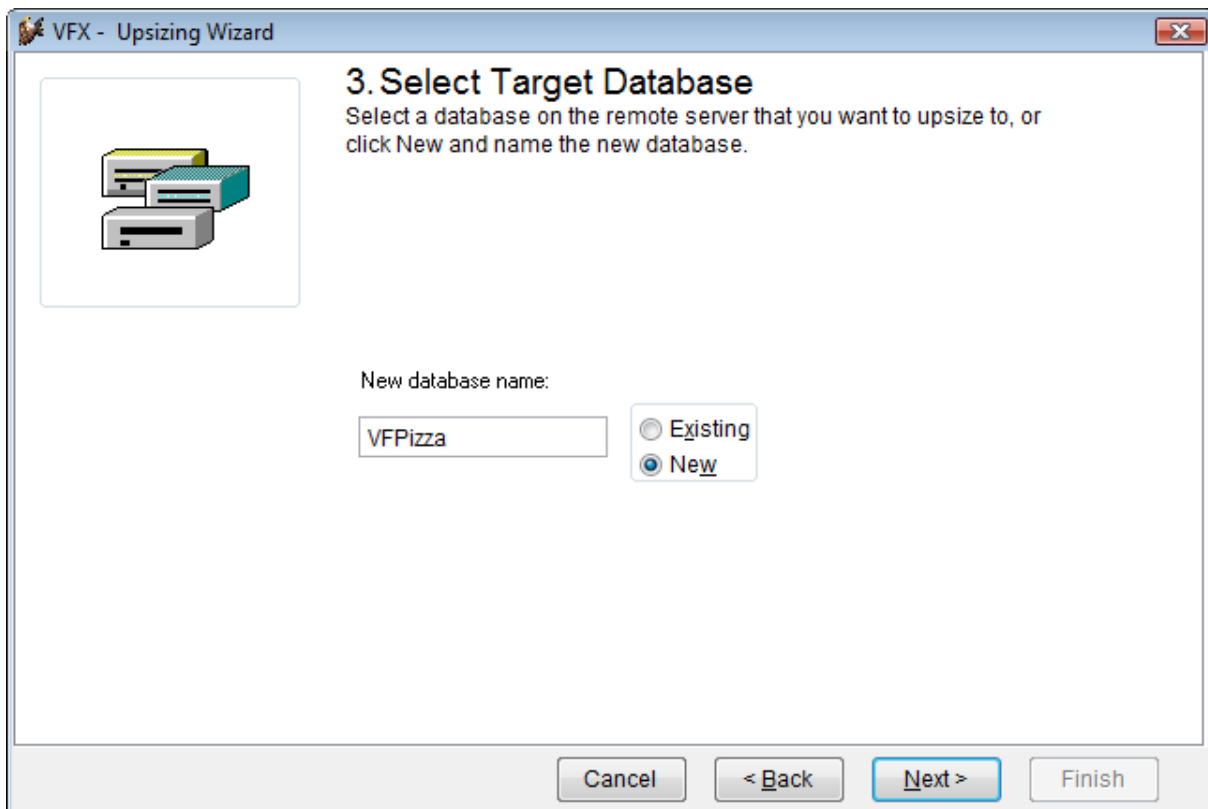 VFX - Upsizing Wizard
3. Select Target Database
Select a database on the remote server that you want to upsize to, or
click New and name the new database.
New database name:
VFPizza
Existing
New
Cancel
< Back
Next >
Finish